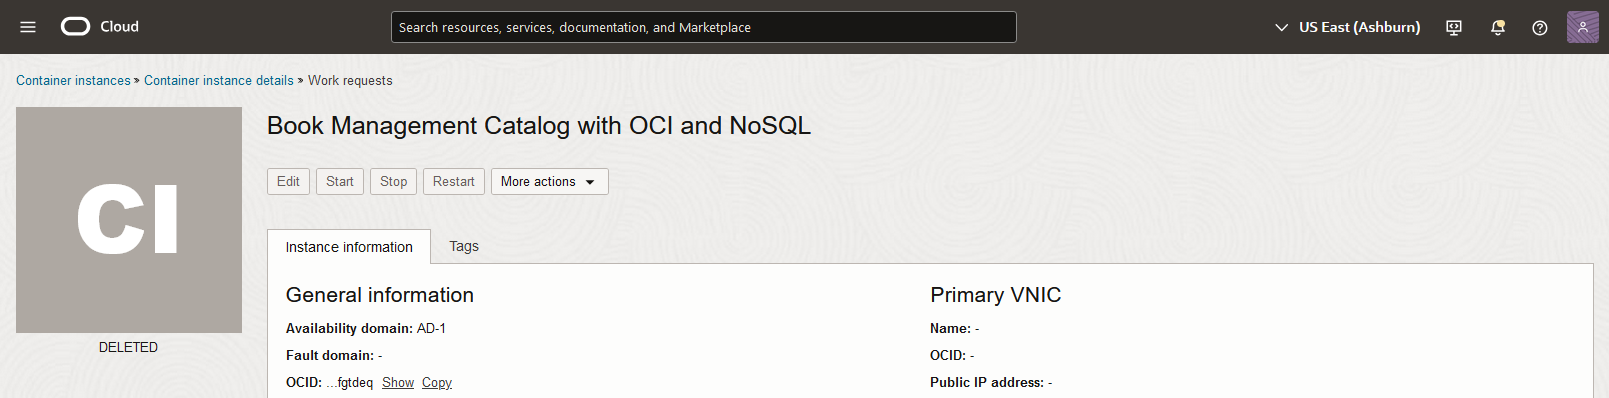 Cloud
Search resources, services, documentation, and Marketplace
US East (Ashburn)
Container instances » Container instance details » Work requests
CI
DELETED
Book Management Catalog with OCI and NoSQL
Edit Start Stop Restart More actions
Instance information Tags
General information
Availability domain: AD-1
Fault domain: -
OCID: ...fgtdeq Show Copy
Primary VNIC
Name: -
OCID: -
Public IP address: -